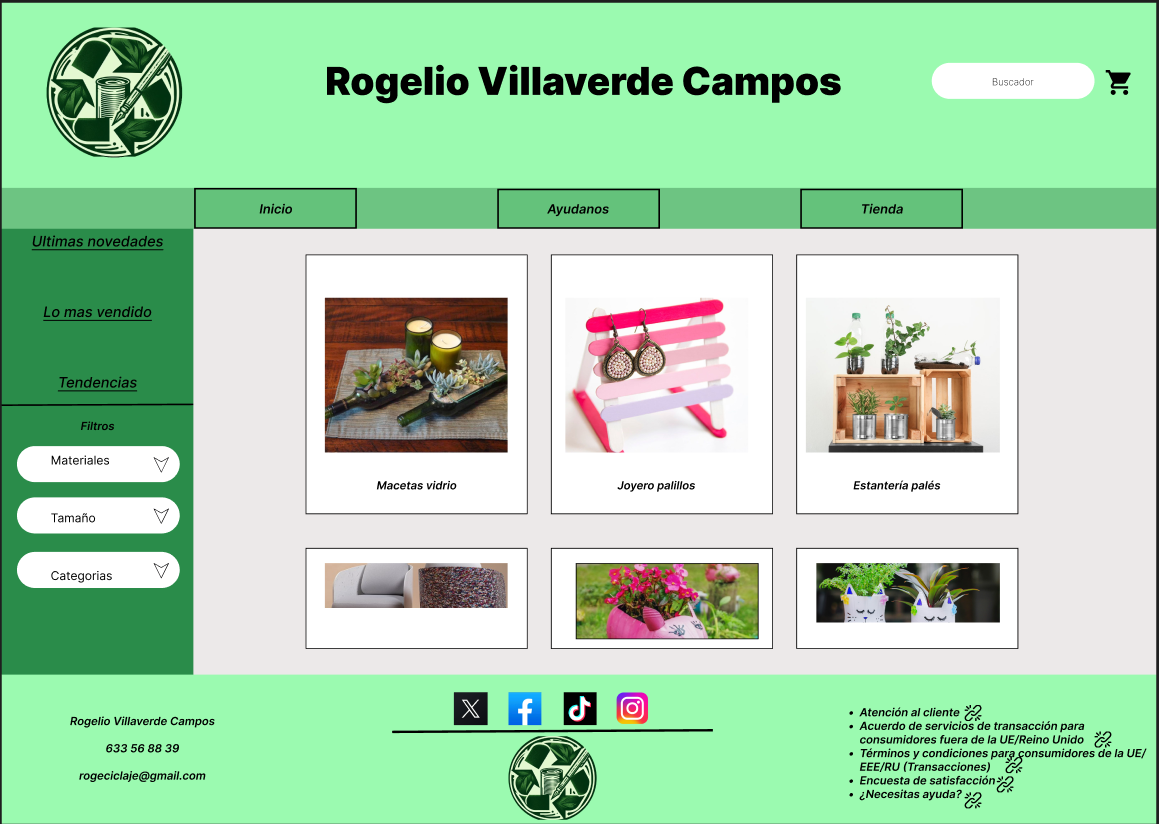 Rogelio Villaverde Campos
Buscador
Inicio
Ayudanos
Tienda
Ultimas novedades
Lo mas vendido
Tendencias
Filtros
Materiales
Tamaño
Categorias
Macetas vidrio
Joyero palillos
Estantería palés
Rogelio Villaverde Campos
633 56 88 39
rogeciclaje@gmail.com
• Atención al cliente
• Acuerdo de servicios de transacción para
consumidores fuera de la UE/Reino Unido
• Términos y condiciones para consumidores de la UE/
EEE/RU (Transacciones)
• Encuesta de satisfacción
• ¿Necesitas ayuda?